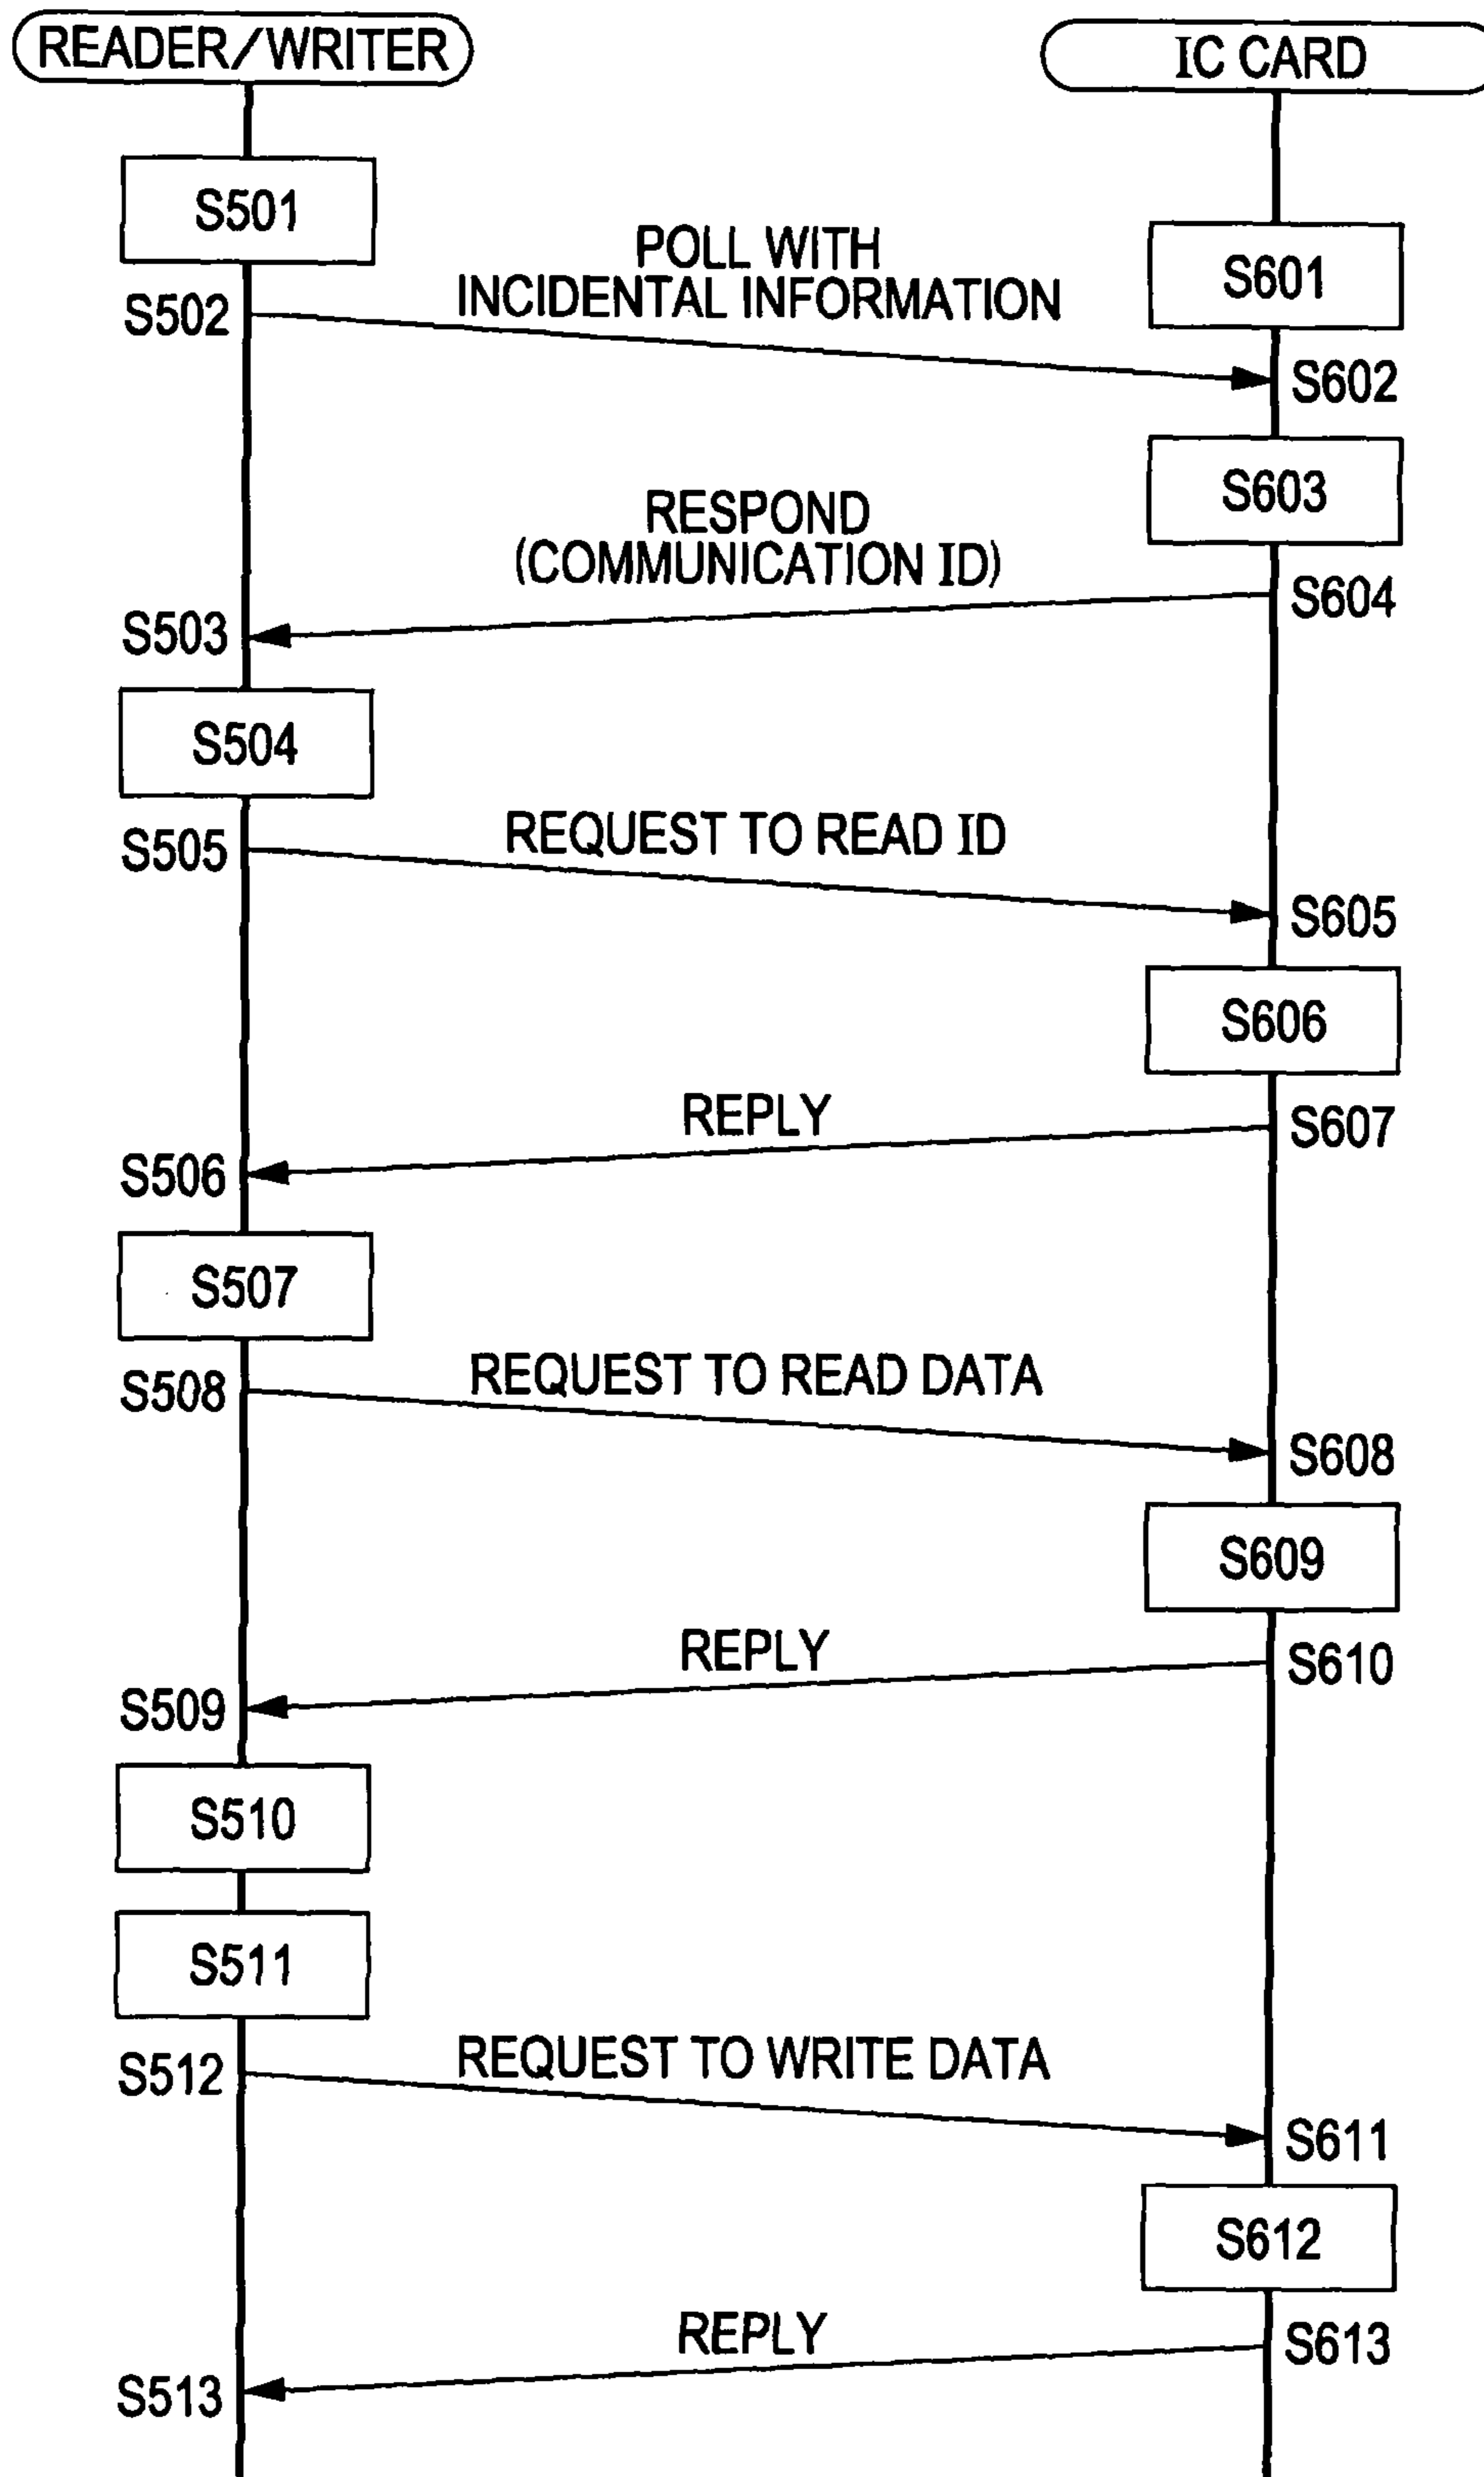 READER/WRITER
IC CARD
S501
POLL WITH
INCIDENTAL INFORMATION
S601
S502
S602
S603
RESPOND
(COMMUNICATION ID)
S604
S503
S504
REQUEST TO READ ID
S505
S605
S606
REPLY
S607
S506
S507
REQUEST TO READ DATA
S508
S608
S609
REPLY
S610
S509
S510
S511
REQUEST TO WRITE DATA
S512
S611
S612
REPLY
S613
S513